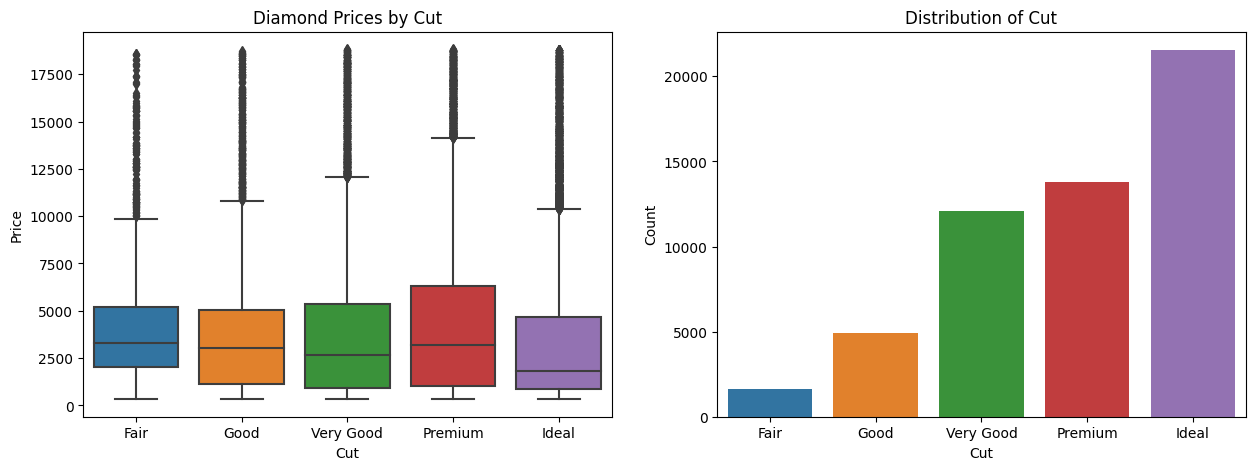 Diamond Prices by Cut
Price
17500
15000
12500
10000
7500
5000
2500
0
Fair Good Very Good Premium Ideal
Cut
Distribution of Cut
Count
20000
15000
10000
5000
0
Fair Good Very Good Premium Ideal
Cut